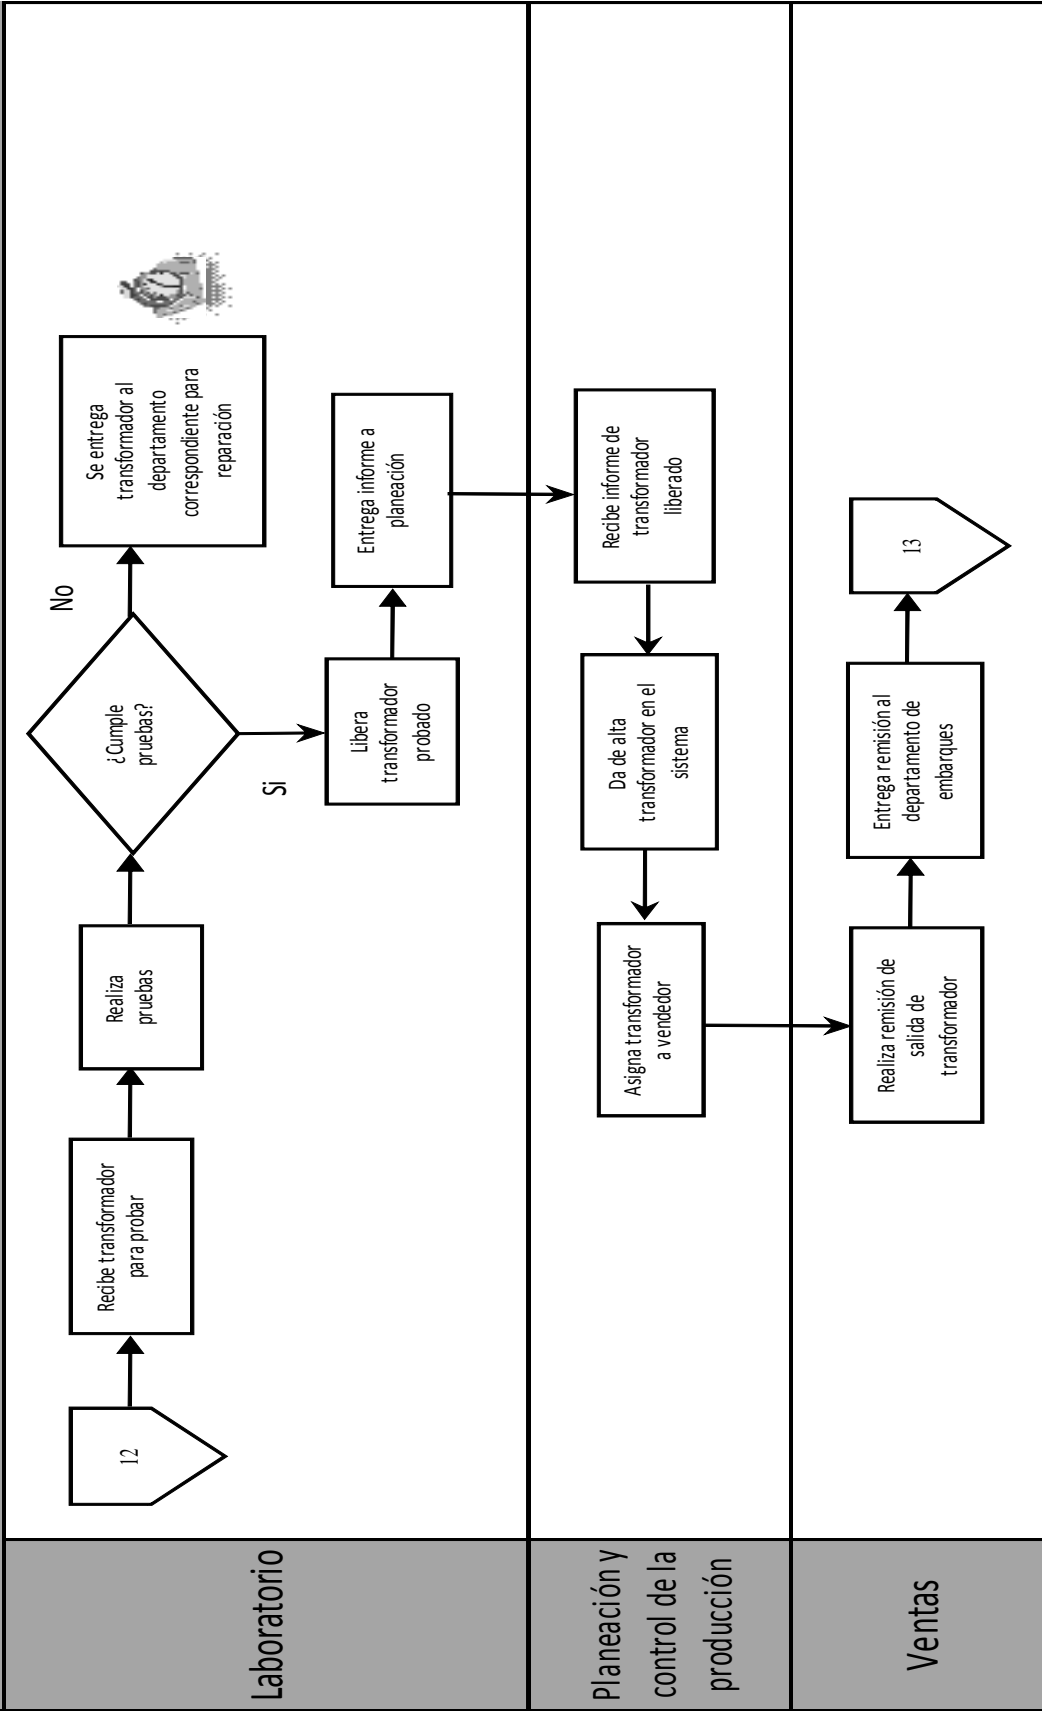 Laboratorio
12
Recibe transformador
para probar
Realiza
pruebas
¿Cumple
pruebas?
No
Se entrega
transformador al
departamento
correspondiente para
reparación
Si
Libera
transformador
probado
Entrega informe a
planeación
Planeación y
control de la
producción
Recibe informe de
transformador
liberado
Da de alta
transformador en el
sistema
Asigna transformador
a vendedor
Ventas
Realiza remisión de
salida de
transformador
Entrega remisión al
departamento de
embarques
13